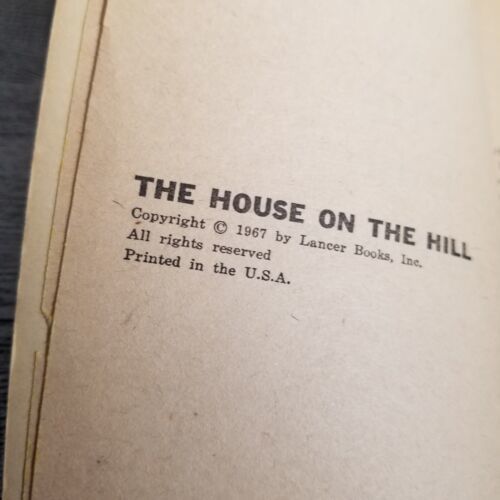 THE HOUSE ON THE HILL
Copyright © 1967 by Lancer Books, Inc.
All rights reserved
Printed in the U.S.A.